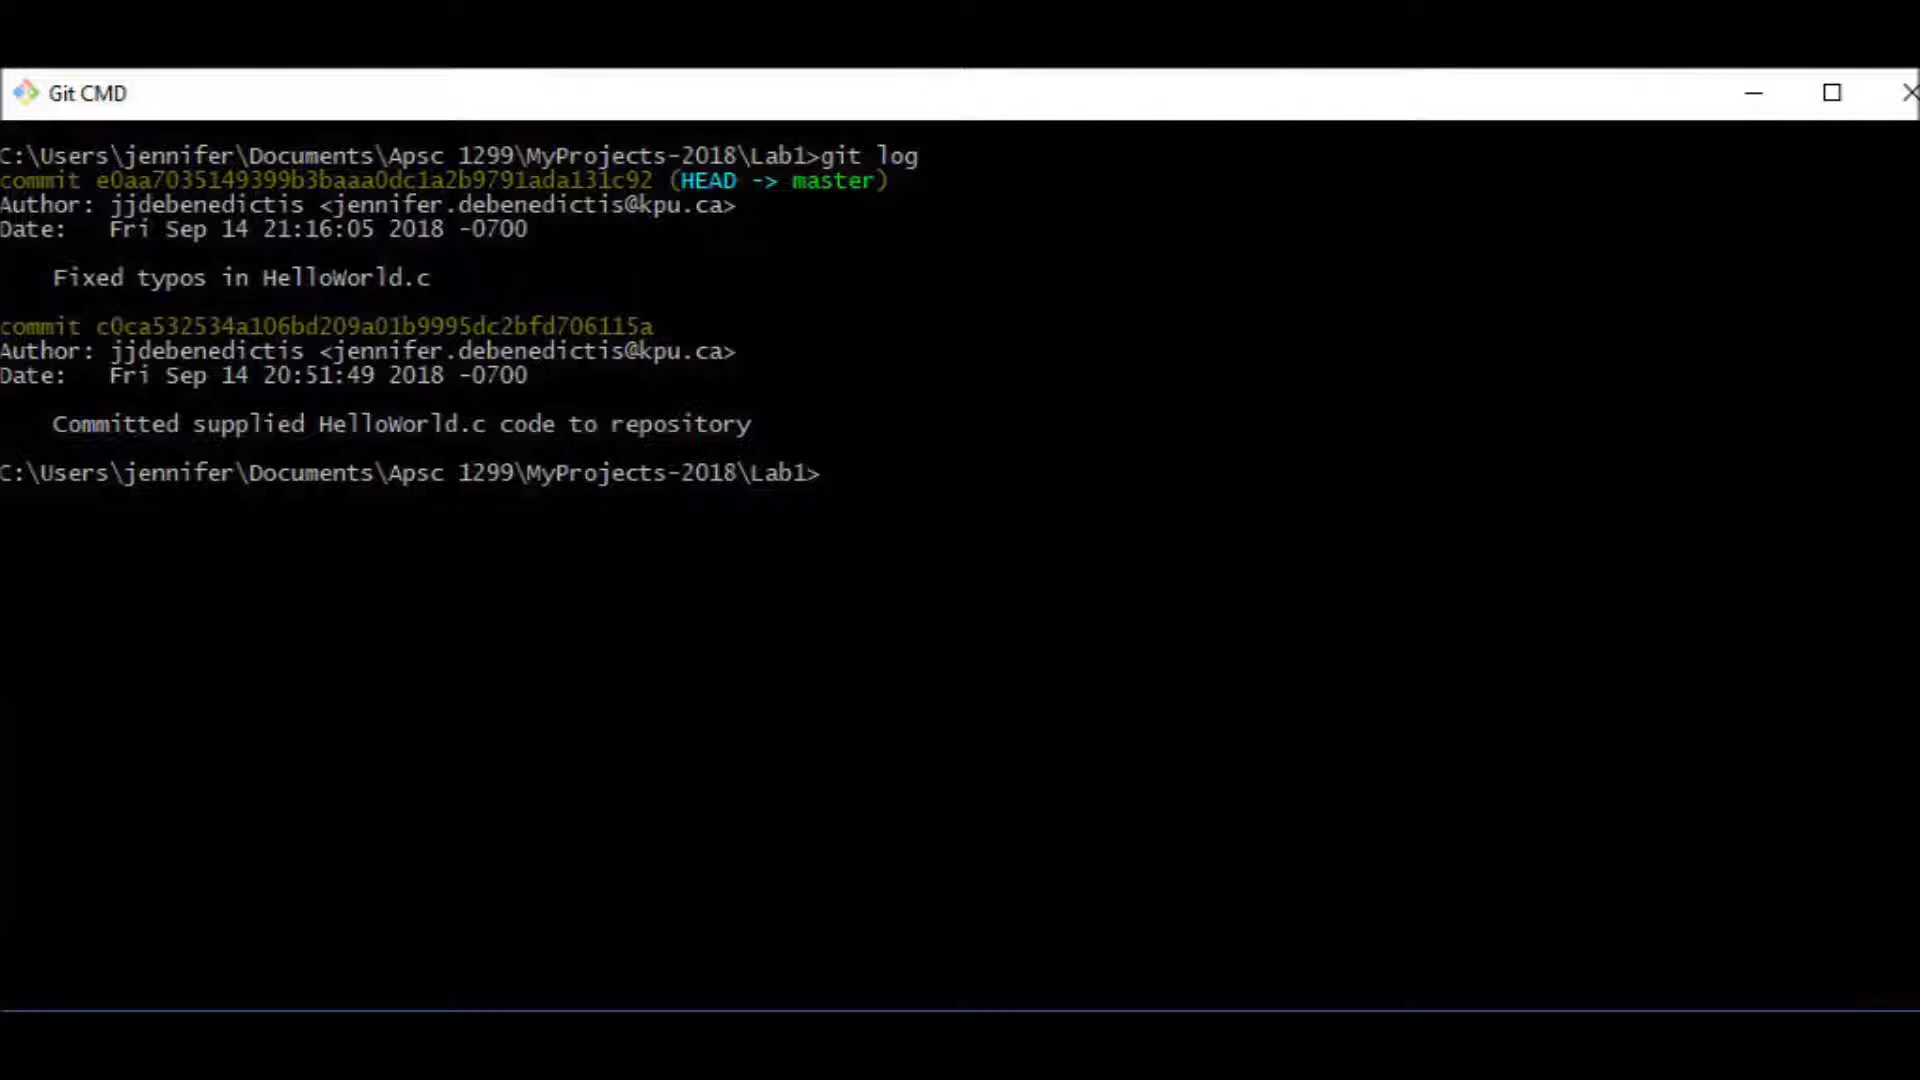 Git CMD
C:\Users\jennifer\Documents\Apsc 1299\MyProjects-2018\Lab1>git log
commit e0aa7035149399b3baaa0dc1a2b9791ada131c92 (HEAD -> master)
Author: jjdebenedictis <jennifer.debenedictis@kpu.ca>
Date:   Fri Sep 14 21:16:05 2018 -0700
Fixed typos in HelloWorld.c
commit c0ca532534a106bd209a01b9995dc2bfd706115a
Author: jjdebenedictis <jennifer.debenedictis@kpu.ca>
Date:   Fri Sep 14 20:51:49 2018 -0700
Committed supplied HelloWorld.c code to repository
C:\Users\jennifer\Documents\Apsc 1299\MyProjects-2018\Lab1>